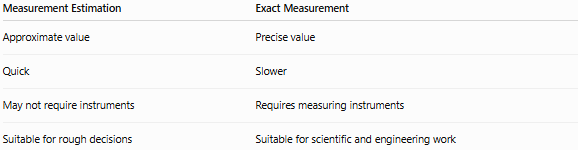 Measurement Estimation Exact Measurement
Approximate value Precise value
Quick Slower
May not require instruments Requires measuring instruments
Suitable for rough decisions Suitable for scientific and engineering work